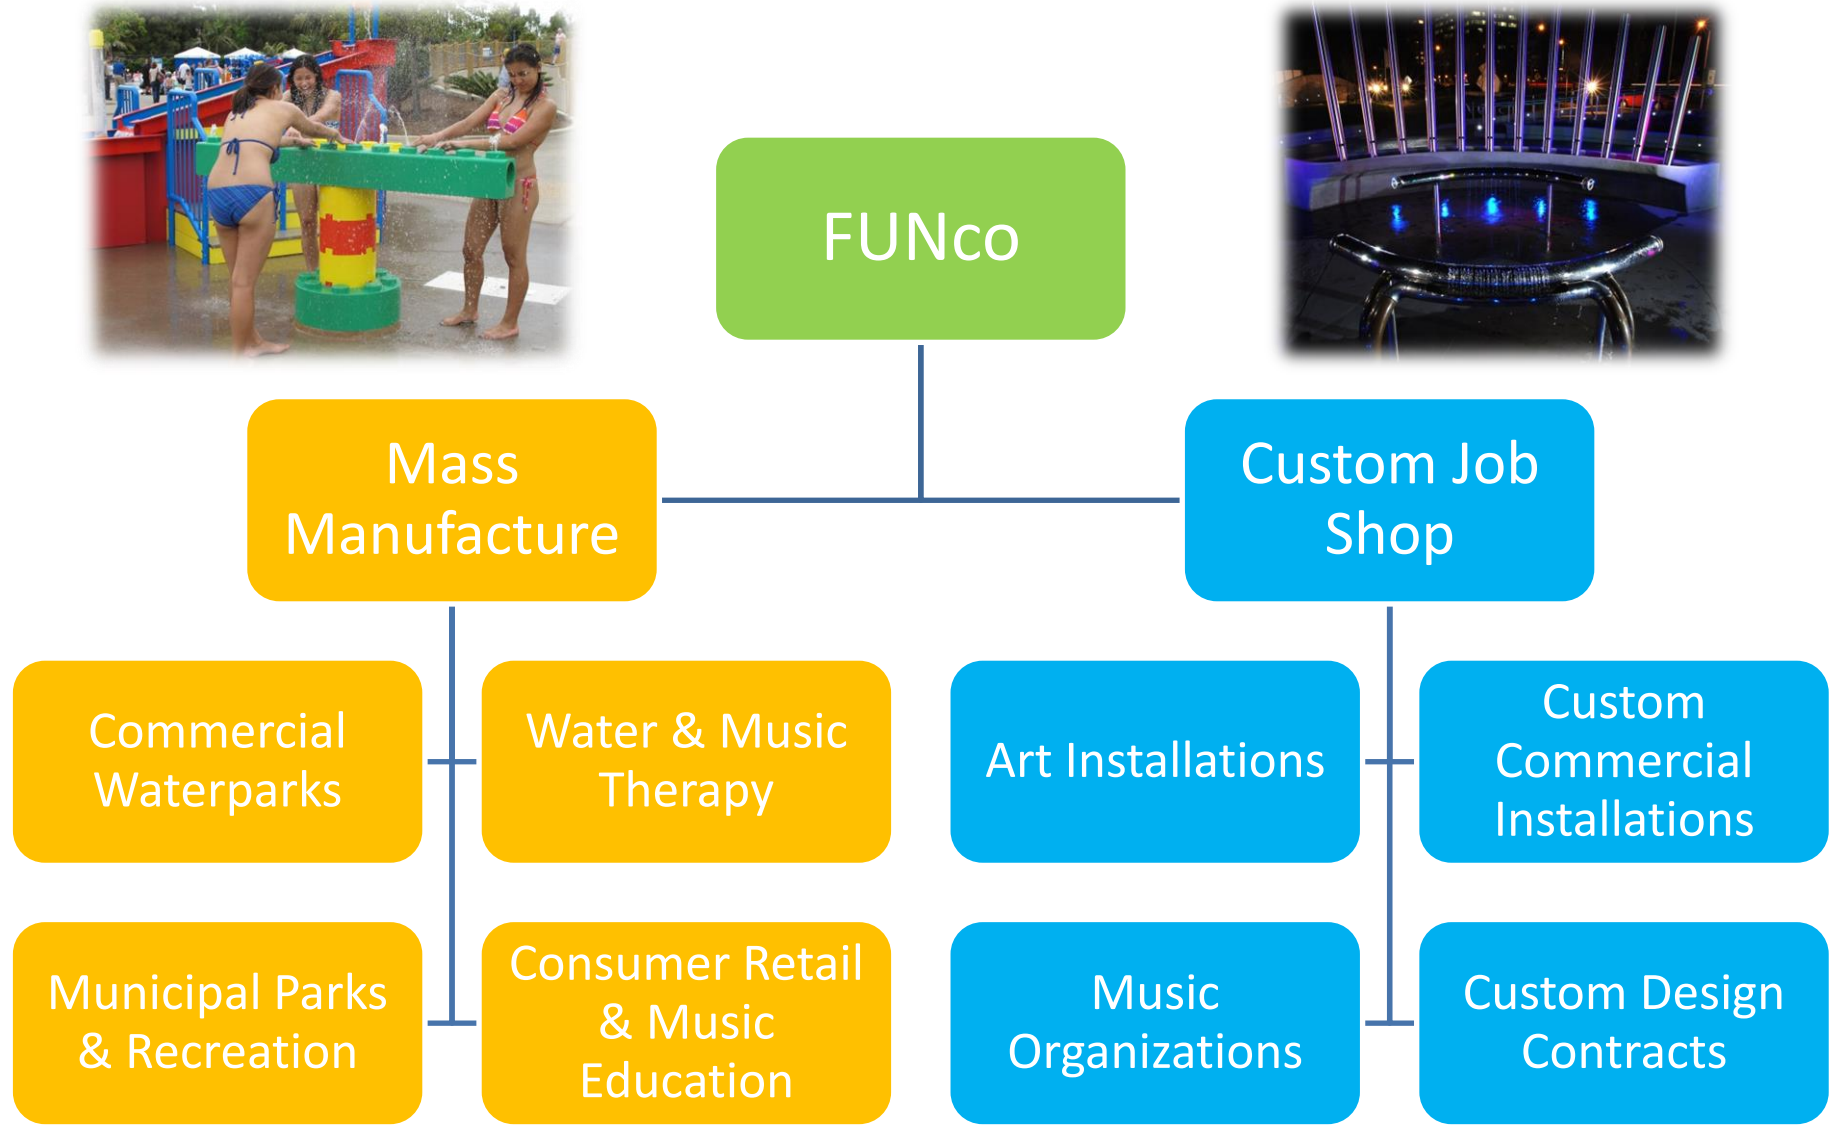 FUNco
Mass
Manufacture
Custom Job
Shop
Commercial
Waterparks
Water & Music
Therapy
Art Installations
Custom
Commercial
Installations
Municipal Parks
& Recreation
Consumer Retail
& Music
Education
Music
Organizations
Custom Design
Contracts